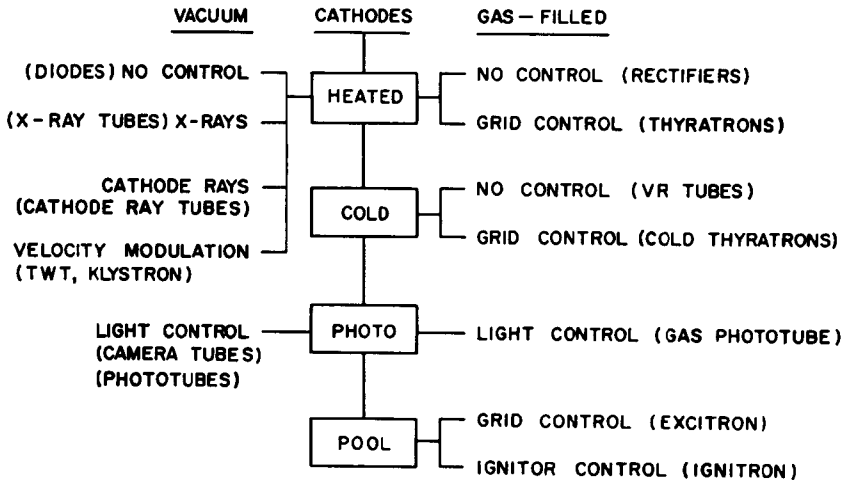 VACUUM CATHODES GAS-FILLED
(DIODES) NO CONTROL
(X-RAY TUBES) X-RAYS
CATHODE RAYS
(CATHODE RAY TUBES)
VELOCITY MODULATION
(TWT, KLYSTRON)
LIGHT CONTROL
(CAMERA TUBES)
(PHOTOTUBES)
HEATED
COLD
PHOTO
POOL
NO CONTROL (RECTIFIERS)
GRID CONTROL (THYRATRONS)
NO CONTROL (VR TUBES)
GRID CONTROL (COLD THYRATRONS)
LIGHT CONTROL (GAS PHOTOTUBE)
GRID CONTROL (EXCITRON)
IGNITOR CONTROL (IGNITRON)